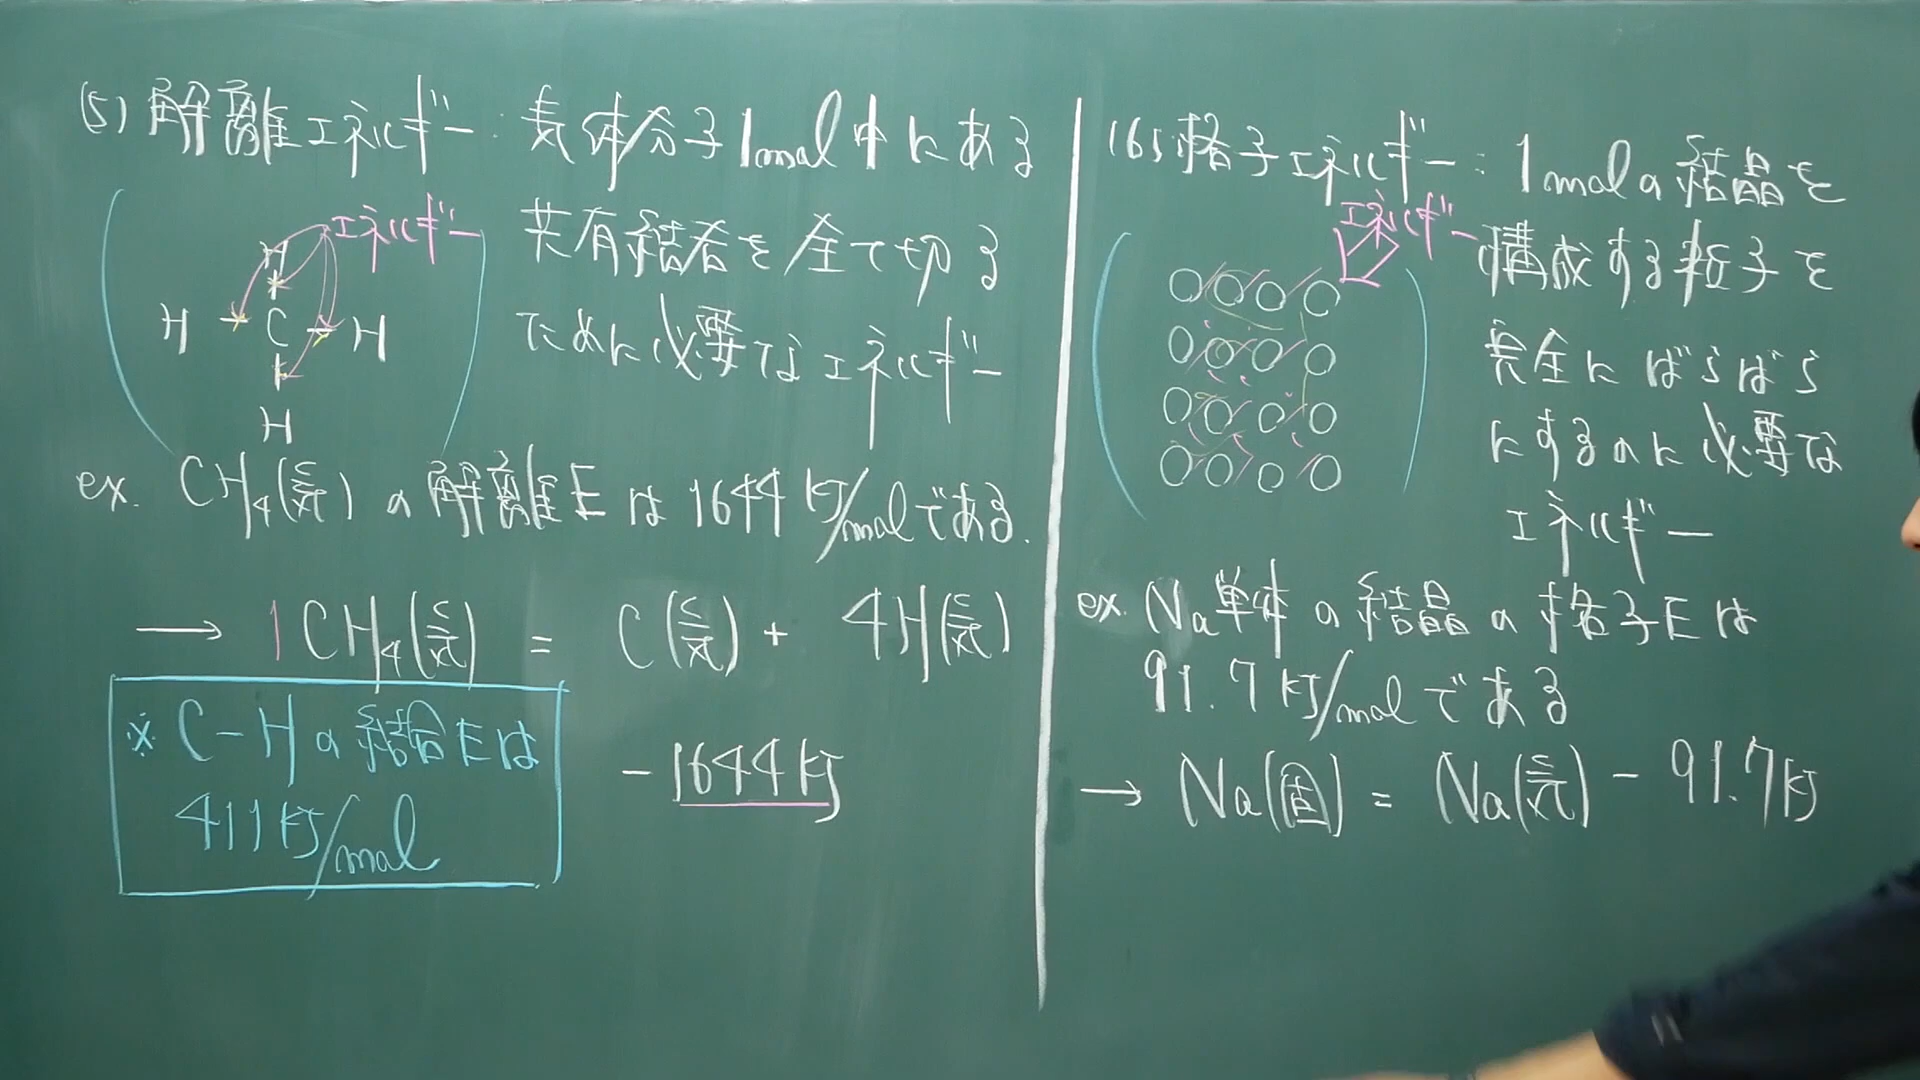 (5) 解離エネルギー : 気体分子1mol中にある
共有結合を全て切る
ために必要なエネルギー
エネルギー
H
H C H
H
ex. CH4(気) の解離Eは1644kJ/molである.
→ 1CH4(気) = C(気) + 4H(気)
- 1644kJ
※ C-Hの結合Eは
411kJ/mol
(6) 格子エネルギー : 1molの結晶を
構成する粒子を
完全にばらばら
にするのに必要な
エネルギー
エネルギー
ex. Na単体の結晶の格子Eは
91.7kJ/molである
→ Na(固) = Na(気) - 91.7kJ